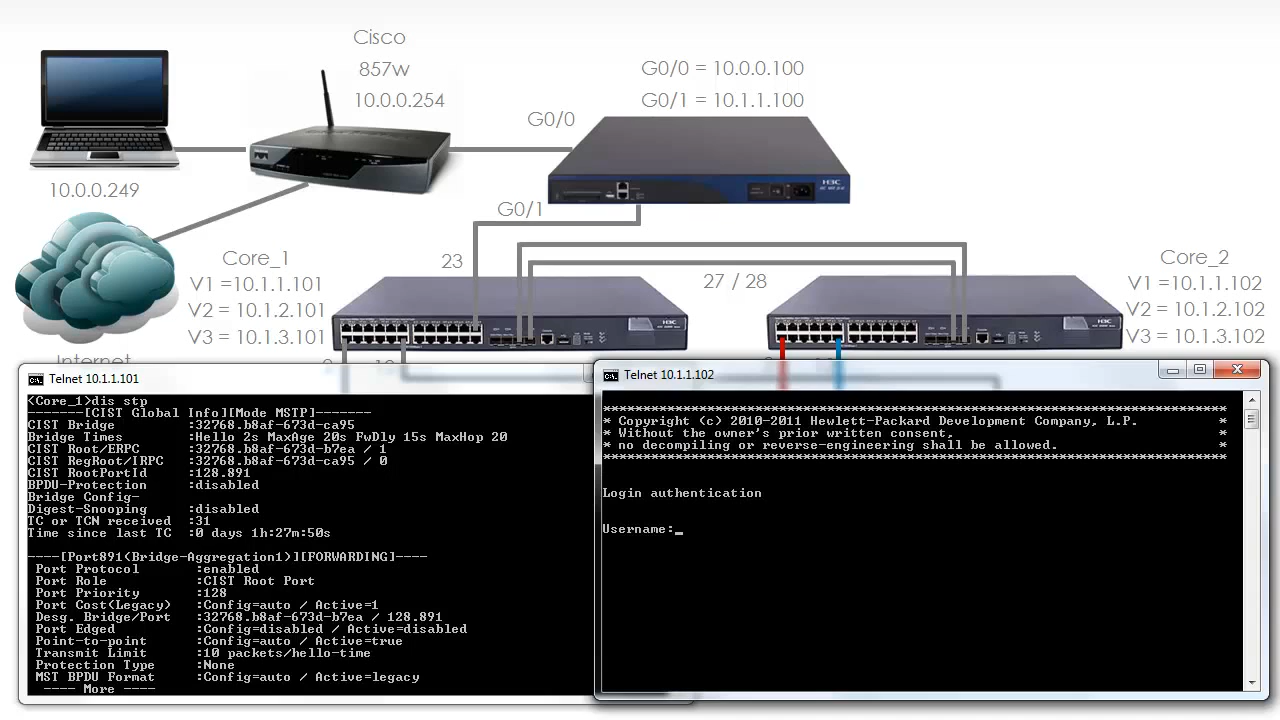 Cisco
857w
10.0.0.254
G0/0 = 10.0.0.100
G0/1 = 10.1.1.100
G0/0
H3C
10.0.0.249
G0/1
Core_1
V1 =10.1.1.101
V2 = 10.1.2.101
V3 = 10.1.3.101
23
27 / 28
H3C
H3C
Core_2
V1 =10.1.1.102
V2 = 10.1.2.102
V3 = 10.1.3.102
Internet
Telnet 10.1.1.101
<Core_1>dis stp
-------[CIST Global Info][Mode MSTP]-------
CIST Bridge         :32768.b8af-673d-ca95
Bridge Times        :Hello 2s MaxAge 20s FwDly 15s MaxHop 20
CIST Root/ERPC      :32768.b8af-673d-b7ea / 1
CIST RegRoot/IRPC   :32768.b8af-673d-ca95 / 0
CIST RootPortId     :128.891
BPDU-Protection     :disabled
Bridge Config-
Digest-Snooping     :disabled
TC or TCN received  :31
Time since last TC  :0 days 1h:27m:50s
----[Port891(Bridge-Aggregation1)][FORWARDING]----
Port Protocol       :enabled
Port Role           :CIST Root Port
Port Priority       :128
Port Cost(Legacy)   :Config=auto / Active=1
Desg. Bridge/Port   :32768.b8af-673d-b7ea / 128.891
Port Edged          :Config=disabled / Active=disabled
Point-to-point      :Config=auto / Active=true
Transmit Limit      :10 packets/hello-time
Protection Type     :None
MST BPDU Format     :Config=auto / Active=legacy
---- More ----
Telnet 10.1.1.102
******************************************************************************
* Copyright (c) 2010-2011 Hewlett-Packard Development Company, L.P.          *
* Without the owner's prior written consent,                                 *
* no decompiling or reverse-engineering shall be allowed.                    *
******************************************************************************
Login authentication
Username:_